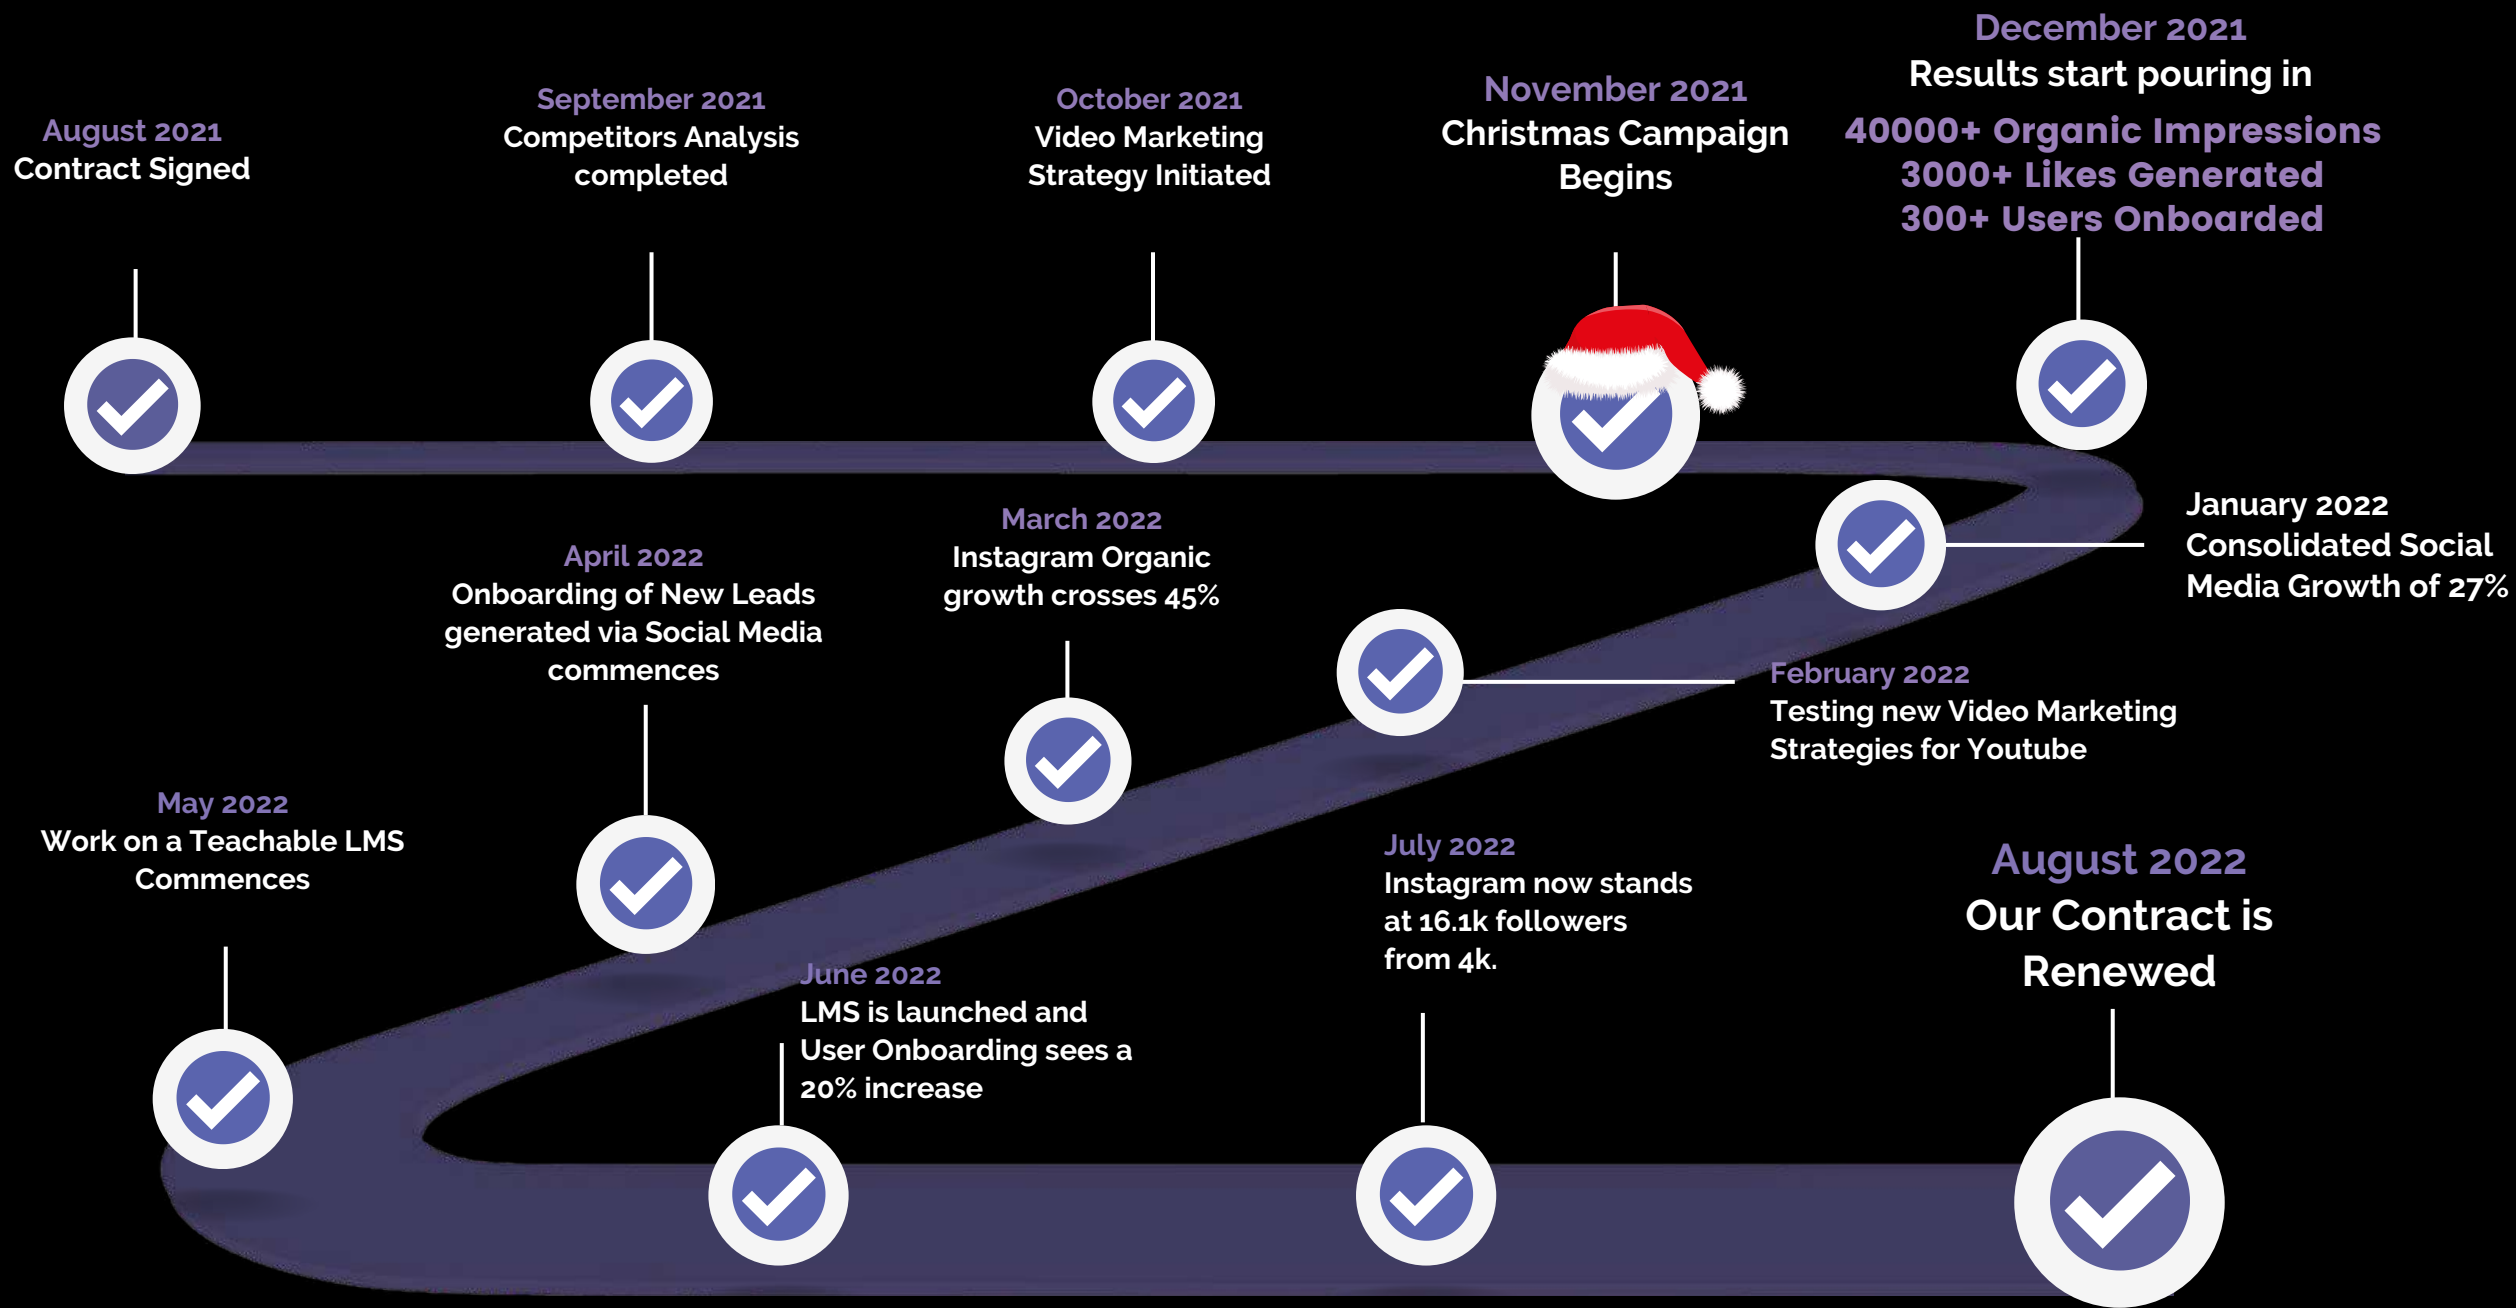 August 2021
Contract Signed
September 2021
Competitors Analysis
completed
October 2021
Video Marketing
Strategy Initiated
November 2021
Christmas Campaign
Begins
December 2021
Results start pouring in
40000+ Organic Impressions
3000+ Likes Generated
300+ Users Onboarded
January 2022
Consolidated Social
Media Growth of 27%
February 2022
Testing new Video Marketing
Strategies for Youtube
March 2022
Instagram Organic
growth crosses 45%
April 2022
Onboarding of New Leads
generated via Social Media
commences
May 2022
Work on a Teachable LMS
Commences
June 2022
LMS is launched and
User Onboarding sees a
20% increase
July 2022
Instagram now stands
at 16.1k followers
from 4k.
August 2022
Our Contract is
Renewed